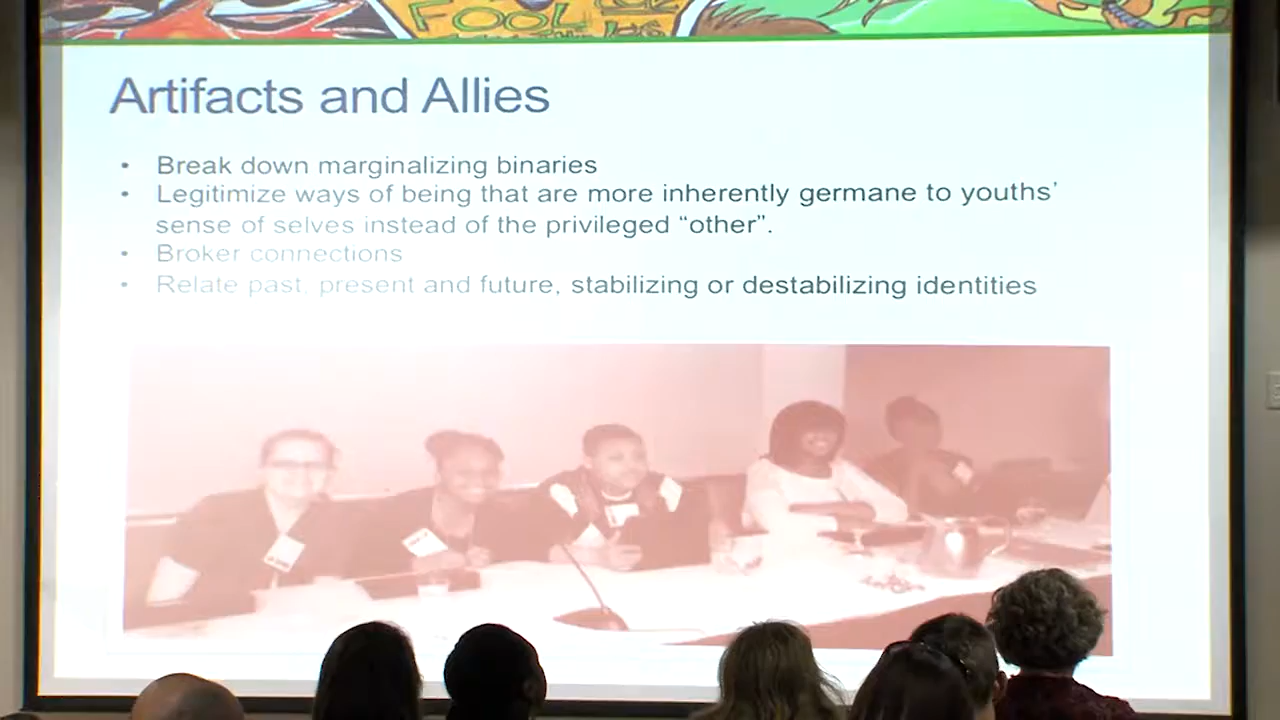 FOOL
Artifacts and Allies
• Break down marginalizing binaries
• Legitimize ways of being that are more inherently germane to youths’
sense of selves instead of the privileged “other”.
• Broker connections
• Relate past, present and future, stabilizing or destabilizing identities